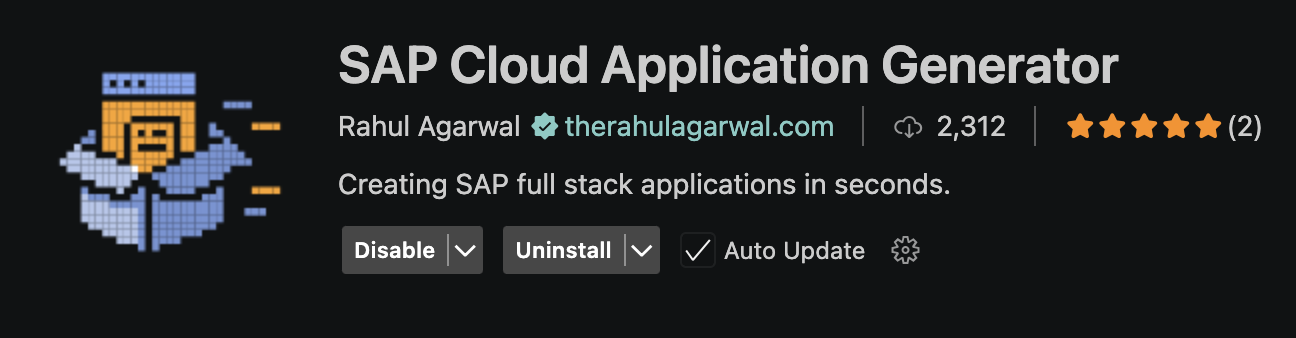 SAP Cloud Application Generator
Rahul Agarwal therahulagarwal.com 2,312 (2)
Creating SAP full stack applications in seconds.
Disable Uninstall Auto Update